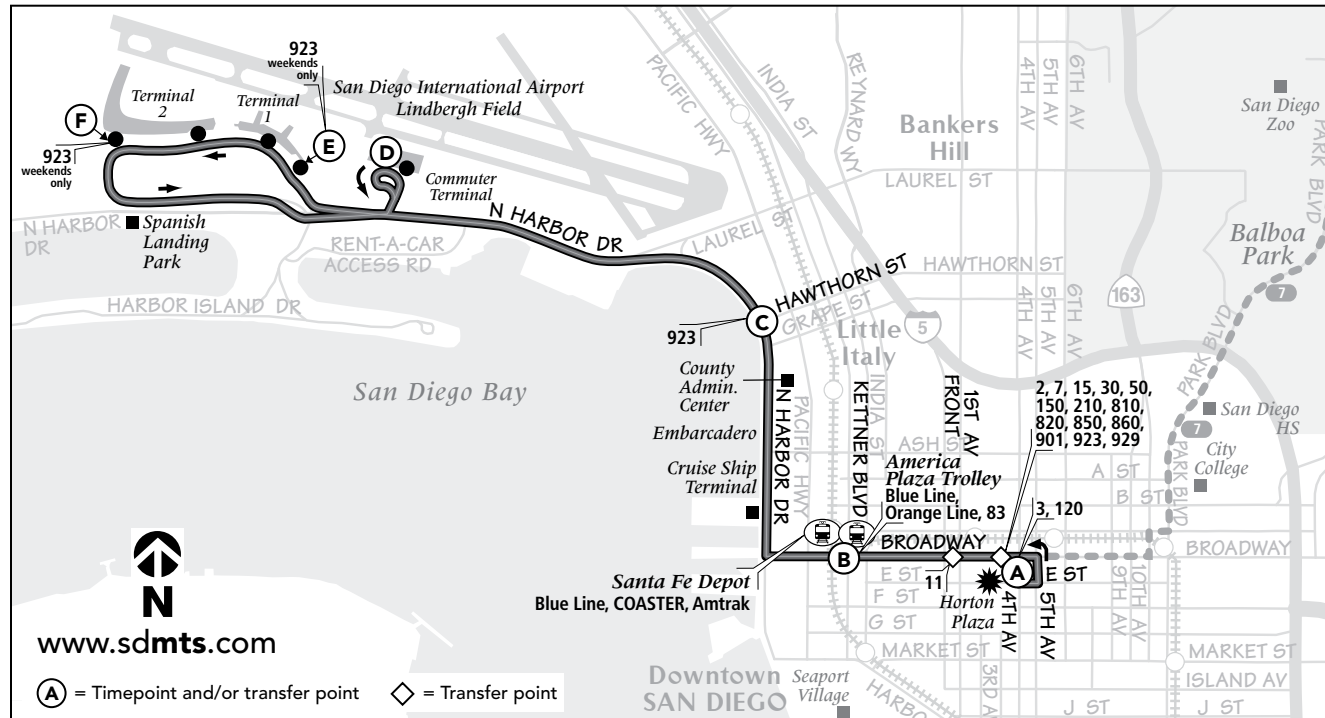 923
weekends
only
San Diego International Airport
Lindbergh Field
Terminal
2
Terminal
1
F
E
D
923
weekends
only
Commuter
Terminal
N HARBOR
DR
Spanish
Landing
Park
RENT-A-CAR
ACCESS RD
HARBOR ISLAND DR
N HARBOR DR
LAUREL ST
PACIFIC HWY
INDIA ST
REYNARD WY
4TH AV
5TH AV
6TH AV
San Diego
Zoo
Bankers
Hill
LAUREL ST
PARK BLVD
Balboa
Park
7
HAWTHORN ST
HAWTHORN ST
GRAPE ST
4TH AV
5TH AV
6TH AV
163
C
923
Little
Italy
5
PARK BLVD
San Diego Bay
County
Admin.
Center
N HARBOR DR
PACIFIC HWY
KETTNER BLVD
INDIA ST
FRONT
1ST AV
2, 7, 15, 30, 50,
150, 210, 810,
820, 850, 860,
901, 923, 929
San Diego
HS
7
Embarcadero
ASH ST
City
College
Cruise Ship
Terminal
America
Plaza Trolley
Blue Line,
Orange Line, 83
A ST
B ST
PARK BLVD
3, 120
BROADWAY
BROADWAY
B
A
E ST
E ST
11
Santa Fe Depot
Blue Line, COASTER, Amtrak
F ST
G ST
Horton
Plaza
4TH AV
5TH AV
9TH AV
10TH AV
N
www.sdmts.com
MARKET ST
MARKET ST
Downtown
SAN DIEGO
Seaport
Village
3RD A
ISLAND AV
HARBO
J ST
J ST
A = Timepoint and/or transfer point
= Transfer point